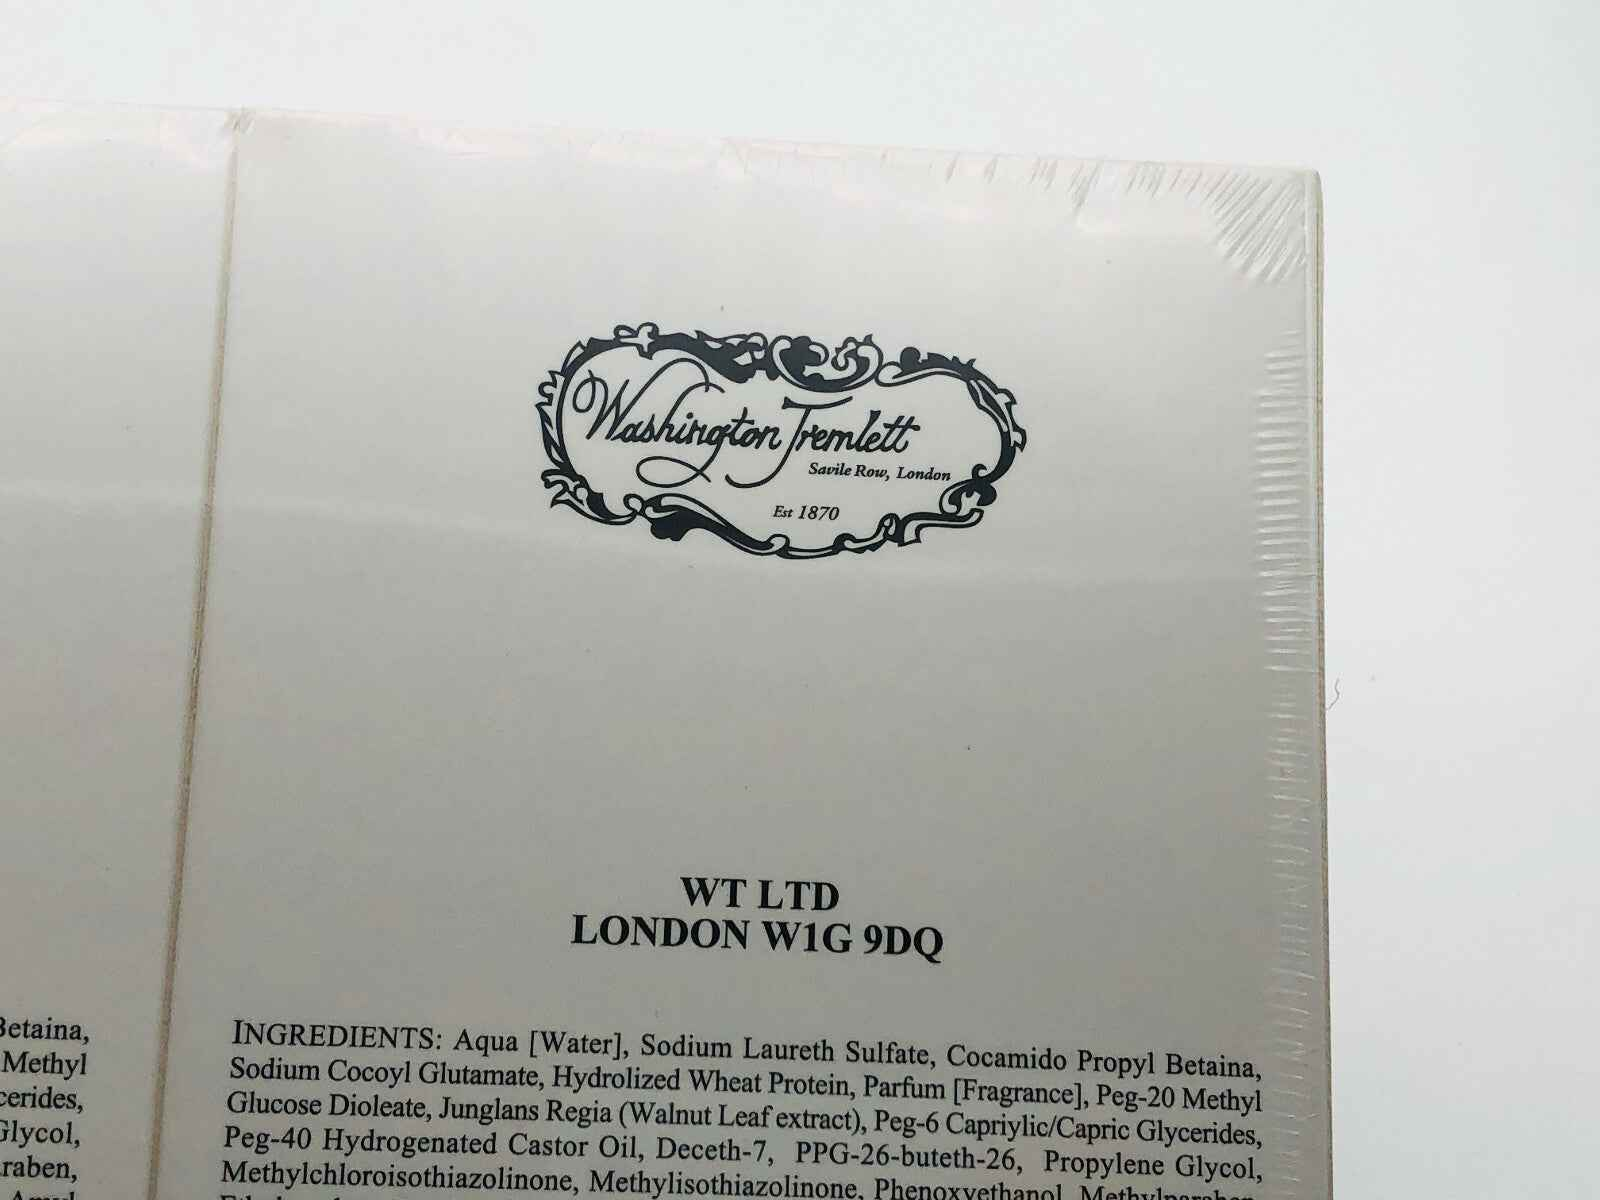 Washington Tremlett
Savile Row, London
Est 1870
WT LTD
LONDON W1G 9DQ
Betaina,
Methyl
Glycol,
INGREDIENTS: Aqua [Water], Sodium Laureth Sulfate, Cocamido Propyl Betaina,
Sodium Cocoyl Glutamate, Hydrolized Wheat Protein, Parfum [Fragrance], Peg-20 Methyl
Glucose Dioleate, Junglans Regia (Walnut Leaf extract), Peg-6 Capriylic/Capric Glycerides,
Peg-40 Hydrogenated Castor Oil, Deceth-7, PPG-26-buteth-26, Propylene Glycol,
Methylchloroisothiazolinone, Methylisothiazolinone, Phenoxyethanol, Methylparaben